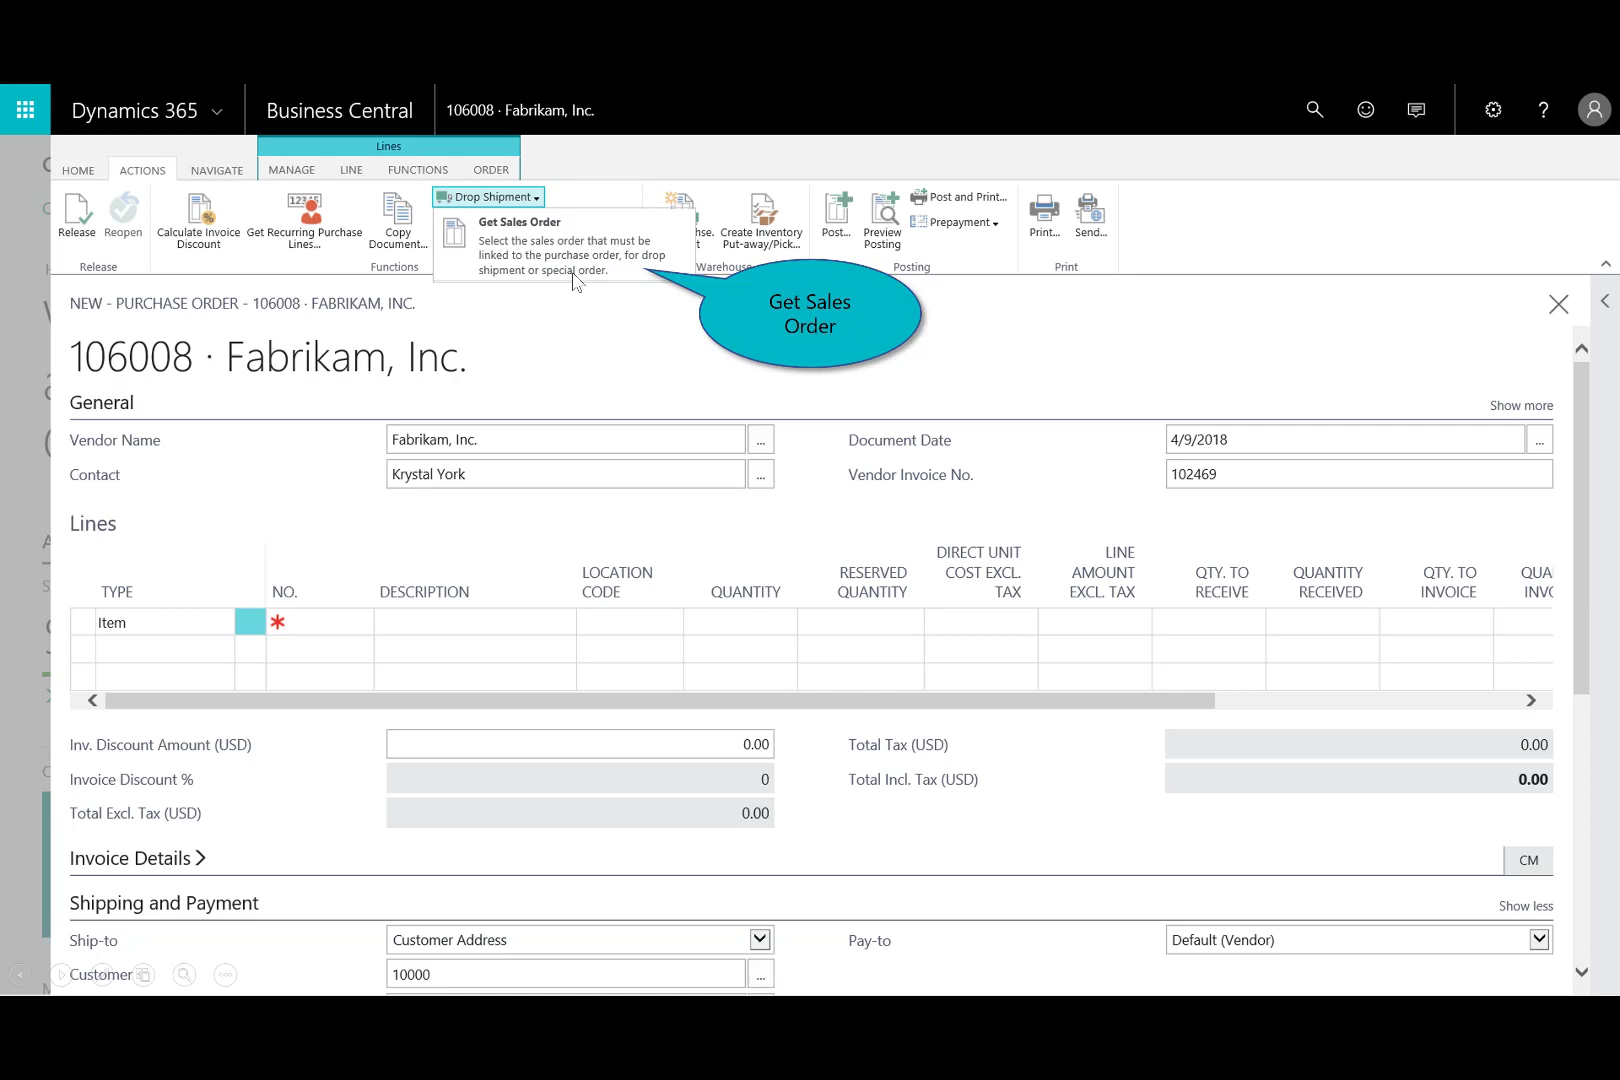 Dynamics 365
Business Central
106008 · Fabrikam, Inc.
?
Lines
HOME
ACTIONS
NAVIGATE
MANAGE
LINE
FUNCTIONS
ORDER
Release
Reopen
Calculate Invoice
Discount
Get Recurring Purchase
Lines...
Copy
Document...
Drop Shipment
Get Sales Order
Select the sales order that must be
linked to the purchase order, for drop
shipment or special order.
Create Inventory
Put-away/Pick...
Post...
Preview
Posting
Post and Print...
Prepayment
Print...
Send...
Release
Functions
Warehouse
Posting
Print
Get Sales
Order
NEW - PURCHASE ORDER - 106008 · FABRIKAM, INC.
106008 · Fabrikam, Inc.
General
Show more
Vendor Name
Fabrikam, Inc.
...
Document Date
4/9/2018
...
Contact
Krystal York
...
Vendor Invoice No.
102469
Lines
TYPE
NO.
DESCRIPTION
LOCATION
CODE
QUANTITY
RESERVED
QUANTITY
DIRECT UNIT
COST EXCL.
TAX
LINE
AMOUNT
EXCL. TAX
QTY. TO
RECEIVE
QUANTITY
RECEIVED
QTY. TO
INVOICE
Item
Inv. Discount Amount (USD)
0.00
Total Tax (USD)
0.00
Invoice Discount %
0
Total Incl. Tax (USD)
0.00
Total Excl. Tax (USD)
0.00
Invoice Details
CM
Shipping and Payment
Show less
Ship-to
Customer Address
Pay-to
Default (Vendor)
Customer
10000
...